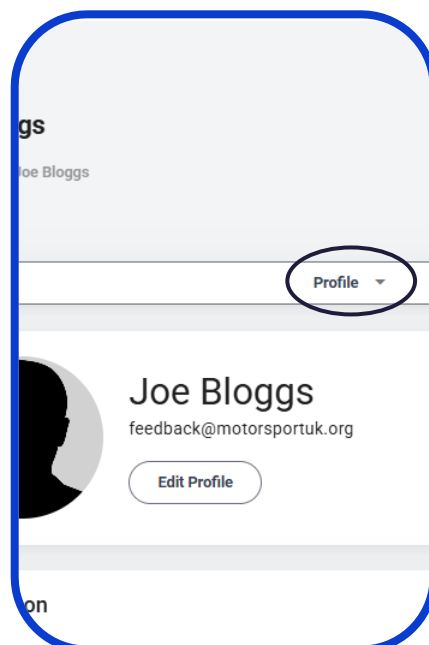 gs
Joe Bloggs
Profile
Joe Bloggs
feedback@motorsportuk.org
Edit Profile
on